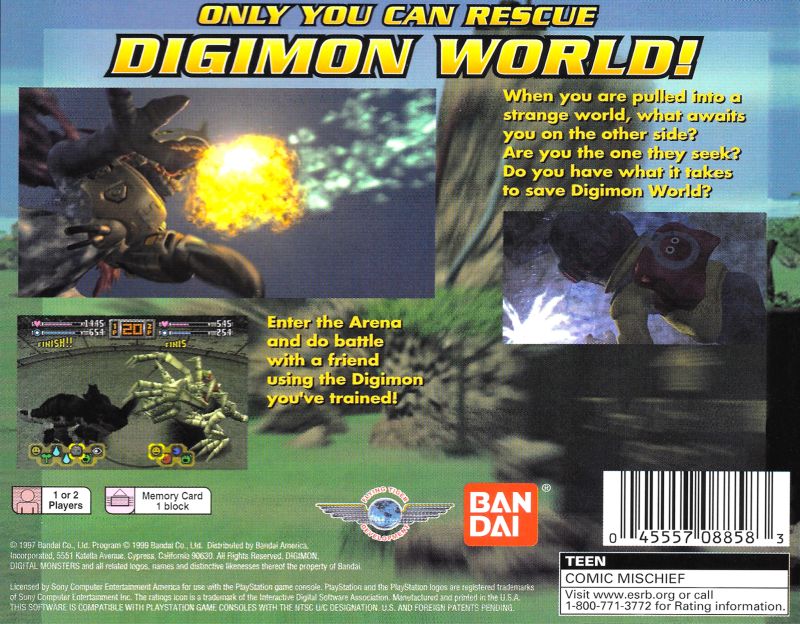 ONLY YOU CAN RESCUE
DIGIMON WORLD!
When you are pulled into a
strange world, what awaits
you on the other side?
Are you the one they seek?
Do you have what it takes
to save Digimon World?
Enter the Arena
and do battle
with a friend
using the Digimon
you've trained!
20
FINISH!!
1 or 2
Players
Memory Card
1 block
FLYING TIGER
DEVELOPMENT
BAN
DAI
®
0 45557 08858 3
© 1997 Bandai Co., Ltd. Program © 1999 Bandai Co., Ltd. Distributed by Bandai America,
Incorporated, 5551 Katella Avenue, Cypress, California 90630. All Rights Reserved. DIGIMON,
DIGITAL MONSTERS and all related logos, names and distinctive likenesses thereof the property of Bandai.
Licensed by Sony Computer Entertainment America for use with the PlayStation game console. PlayStation and the PlayStation logos are registered trademarks
of Sony Computer Entertainment Inc. The ratings icon is a trademark of the Interactive Digital Software Association. Manufactured and printed in the U.S.A.
THIS SOFTWARE IS COMPATIBLE WITH PLAYSTATION GAME CONSOLES WITH THE NTSC U/C DESIGNATION. U.S. AND FOREIGN PATENTS PENDING.
TEEN
COMIC MISCHIEF
Visit www.esrb.org or call
1-800-771-3772 for Rating information.